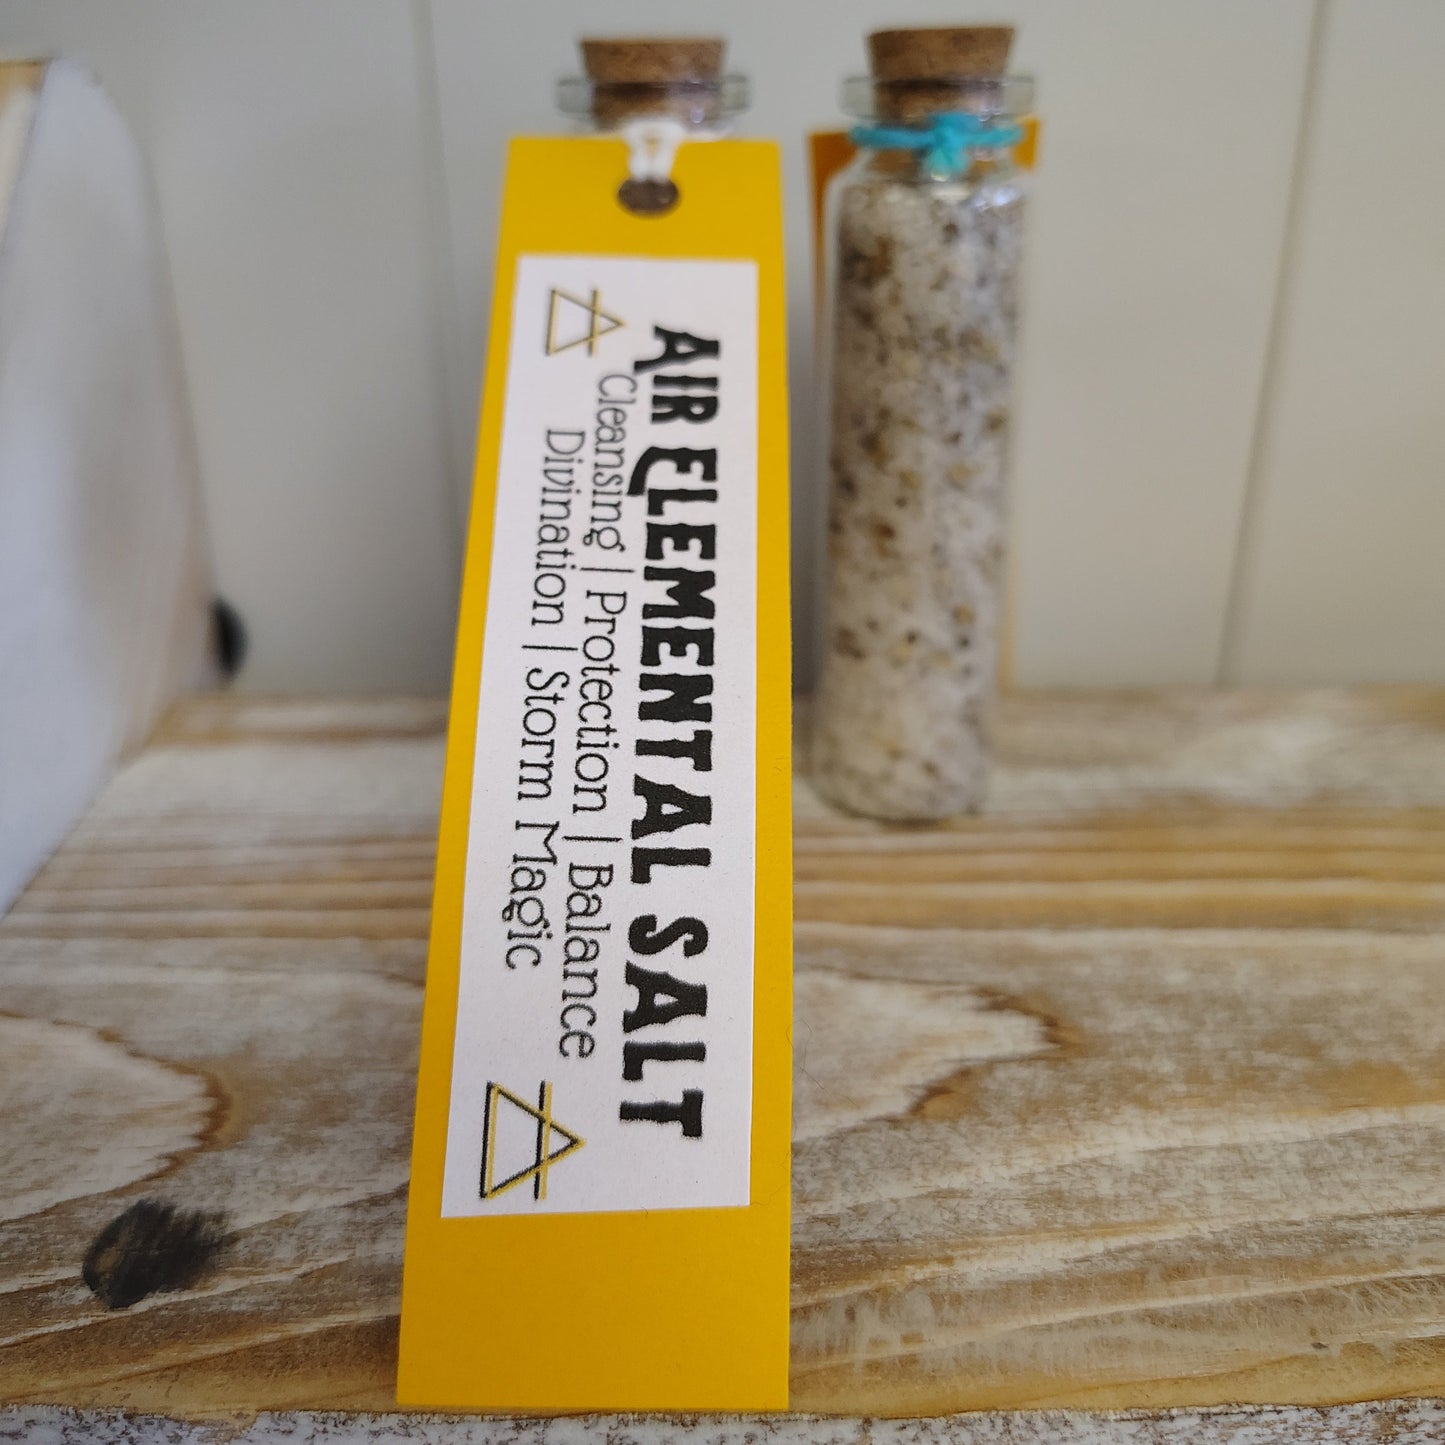 Air Elemental Salt
Cleansing | Protection | Balance
Divination | Storm Magic